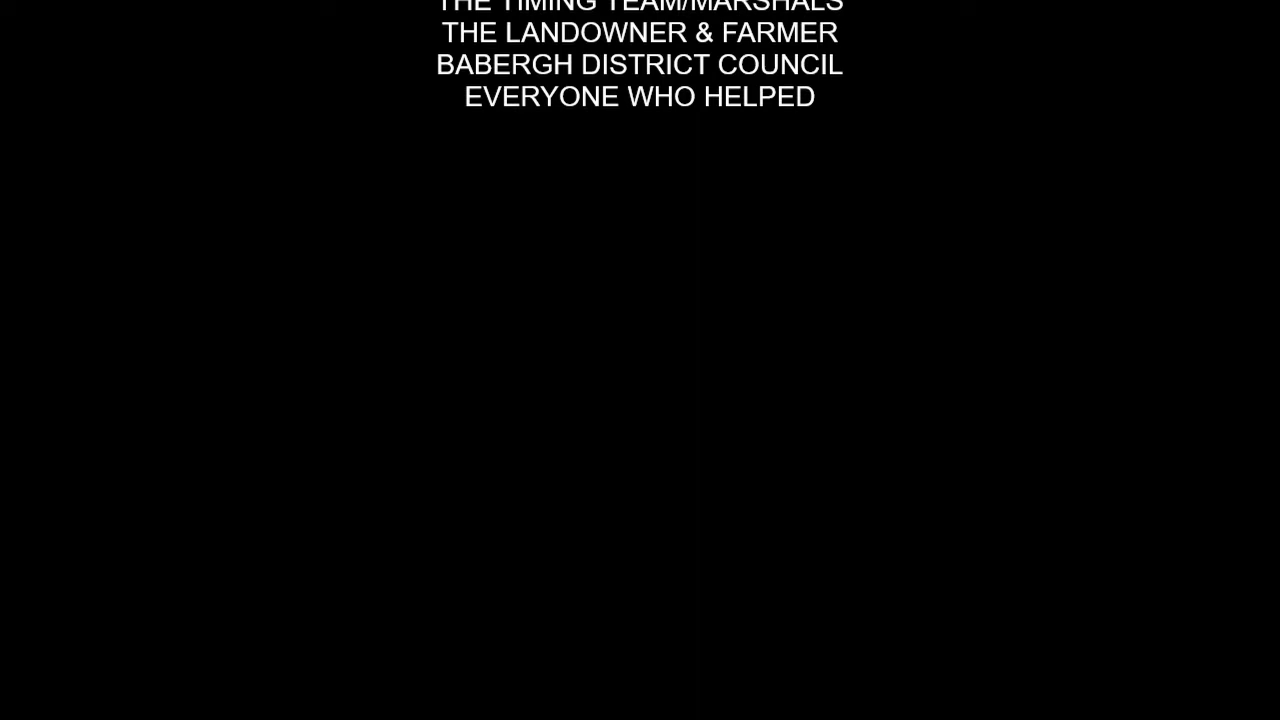 THE TIMING TEAM/MARSHALS
THE LANDOWNER & FARMER
BABERGH DISTRICT COUNCIL
EVERYONE WHO HELPED